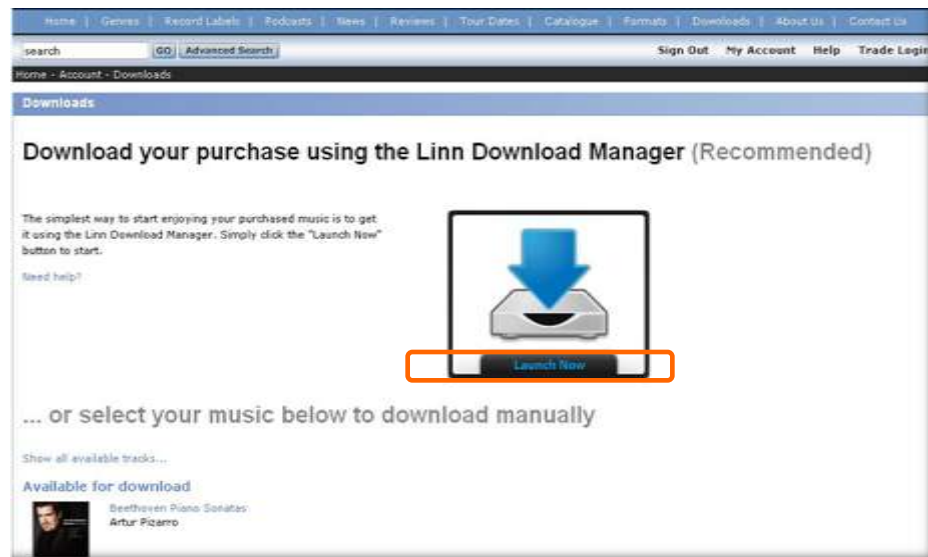 Home | Genres | Record Labels | Podcasts | News | Reviews | Tour Dates | Catalogue | Formats | Downloads | About Us | Contact Us
search GO Advanced Search Sign Out My Account Help Trade Login
Home - Account - Downloads
Downloads
Download your purchase using the Linn Download Manager (Recommended)
The simplest way to start enjoying your purchased music is to get
it using the Linn Download Manager. Simply click the "Launch Now"
button to start.
Need help?
Launch Now
... or select your music below to download manually
Show all available tracks...
Available for download
Beethoven Piano Sonatas
Artur Pizarro